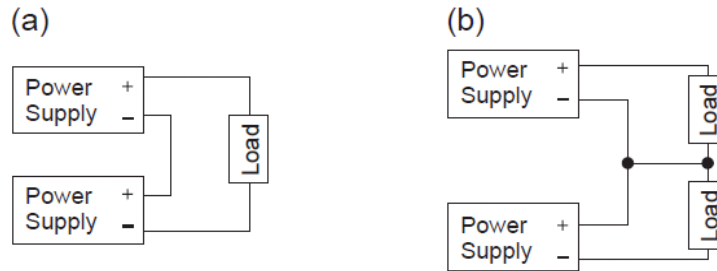 (a)
(b)
Power +
Supply −
Load
Power +
Supply −
Power +
Supply −
Load
Power +
Supply −
Load